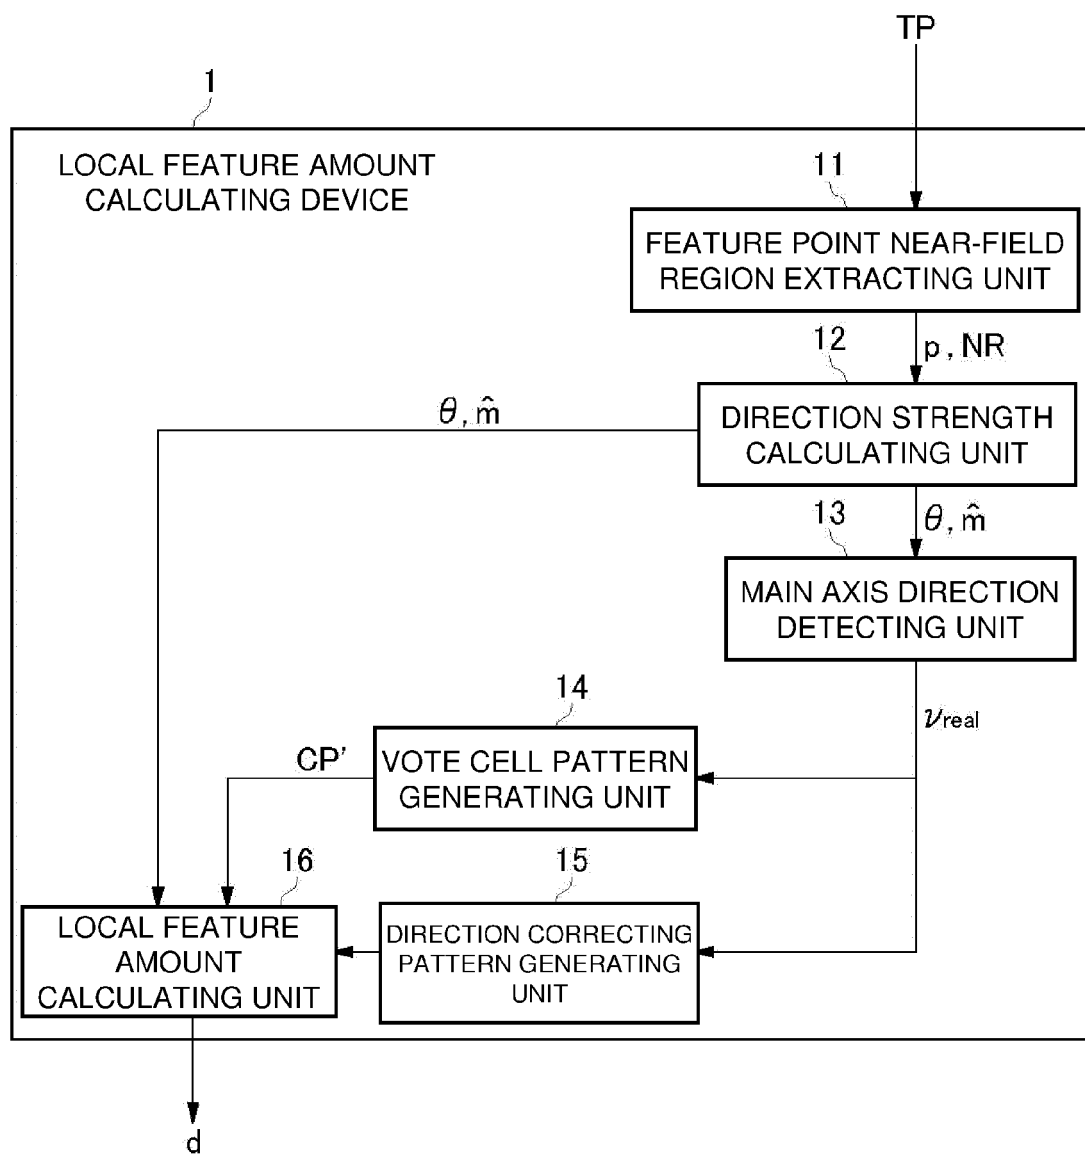 TP
1
LOCAL FEATURE AMOUNT
CALCULATING DEVICE
11
FEATURE POINT NEAR-FIELD
REGION EXTRACTING UNIT
12
p, NR
θ, m̂
DIRECTION STRENGTH
CALCULATING UNIT
13
θ, m̂
MAIN AXIS DIRECTION
DETECTING UNIT
14
νreal
CP'
VOTE CELL PATTERN
GENERATING UNIT
16
15
LOCAL FEATURE
AMOUNT
CALCULATING UNIT
DIRECTION CORRECTING
PATTERN GENERATING
UNIT
d